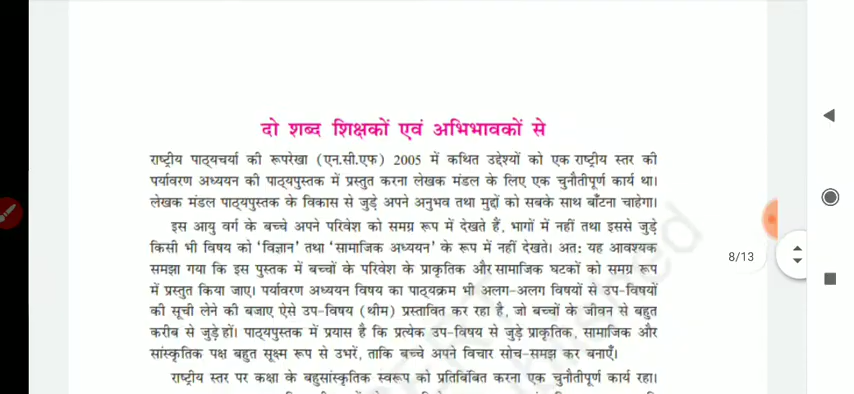 दो शब्द शिक्षकों एवं अभिभावकों से
राष्ट्रीय पाठ्यचर्या की रूपरेखा (एन.सी.एफ) 2005 में कथित उद्देश्यों को एक राष्ट्रीय स्तर की
पर्यावरण अध्ययन की पाठ्यपुस्तक में प्रस्तुत करना लेखक मंडल के लिए एक चुनौतीपूर्ण कार्य था।
लेखक मंडल पाठ्यपुस्तक के विकास से जुड़े अपने अनुभव तथा मुद्दों को सबके साथ बाँटना चाहेगा।
इस आयु वर्ग के बच्चे अपने परिवेश को समग्र रूप में देखते हैं, भागों में नहीं तथा इससे जुड़े
किसी भी विषय को ‘विज्ञान’ तथा ‘सामाजिक अध्ययन’ के रूप में नहीं देखते। अत: यह आवश्यक
समझा गया कि इस पुस्तक में बच्चों के परिवेश के प्राकृतिक और सामाजिक घटकों को समग्र रूप
में प्रस्तुत किया जाए। पर्यावरण अध्ययन विषय का पाठ्यक्रम भी अलग-अलग विषयों से उप-विषयों
की सूची लेने की बजाए ऐसे उप-विषय (थीम) प्रस्तावित कर रहा है, जो बच्चों के जीवन से बहुत
करीब से जुड़े हों। पाठ्यपुस्तक में प्रयास है कि प्रत्येक उप-विषय से जुड़े प्राकृतिक, सामाजिक और
सांस्कृतिक पक्ष बहुत सूक्ष्म रूप से उभरें, ताकि बच्चे अपने विचार सोच-समझ कर बनाएँ।
राष्ट्रीय स्तर पर कक्षा के बहुसांस्कृतिक स्वरूप को प्रतिबिंबित करना एक चुनौतीपूर्ण कार्य रहा।
8/13